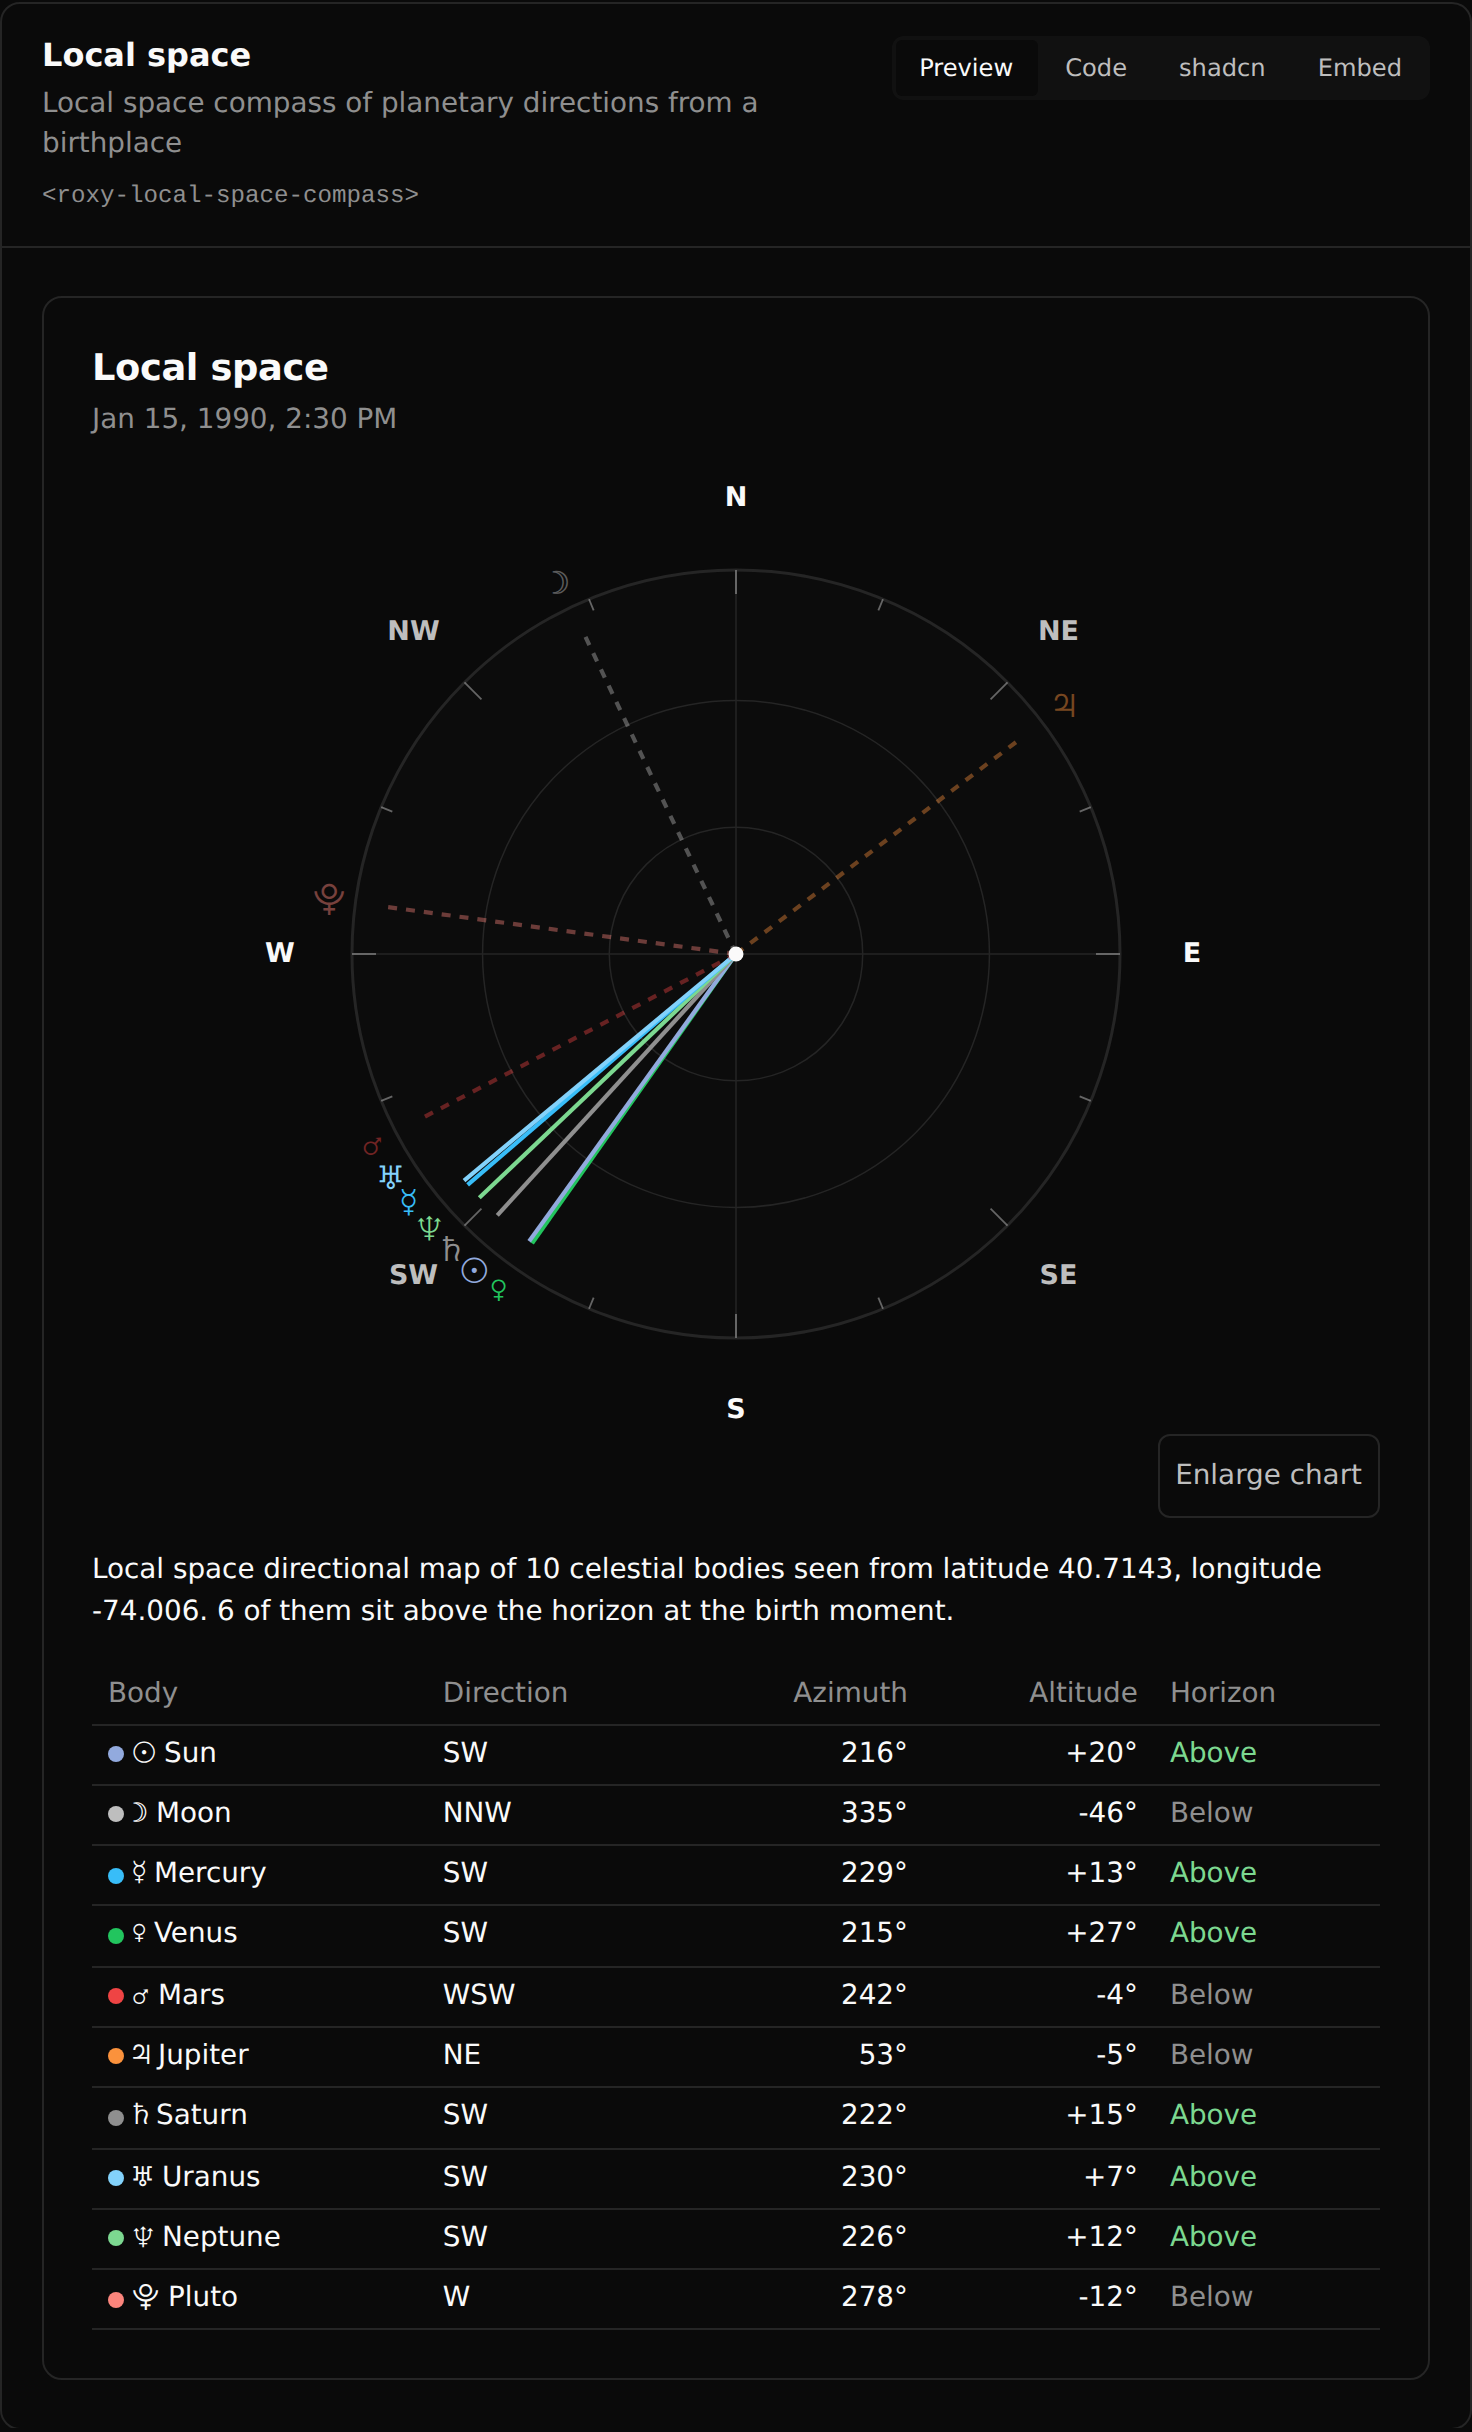 Local space
Preview Code shadcn Embed
Local space compass of planetary directions from a
birthplace
<roxy-local-space-compass>
Local space
Jan 15, 1990, 2:30 PM
N
☽
NW
NE
♃
♇
W
E
♂
♅
☿
♆
♄
SW
☉
♀
SE
S
Enlarge chart
Local space directional map of 10 celestial bodies seen from latitude 40.7143, longitude
-74.006. 6 of them sit above the horizon at the birth moment.
Body Direction Azimuth Altitude Horizon
☉ Sun SW 216° +20° Above
☽ Moon NNW 335° -46° Below
☿ Mercury SW 229° +13° Above
♀ Venus SW 215° +27° Above
♂ Mars WSW 242° -4° Below
♃ Jupiter NE 53° -5° Below
♄ Saturn SW 222° +15° Above
♅ Uranus SW 230° +7° Above
♆ Neptune SW 226° +12° Above
♇ Pluto W 278° -12° Below